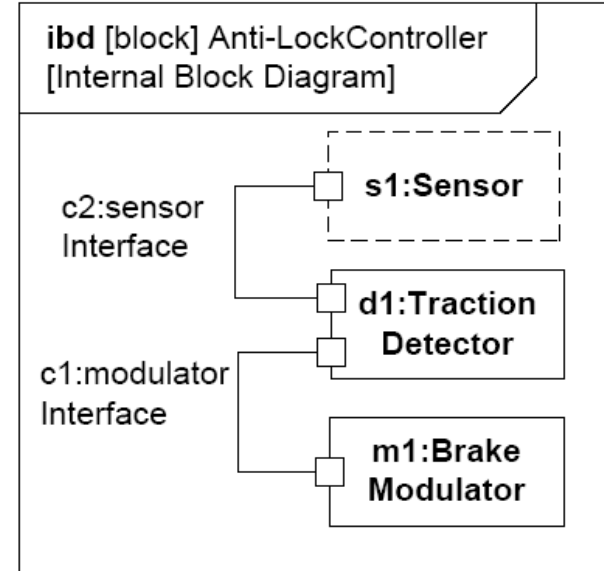 ibd [block] Anti-LockController
[Internal Block Diagram]
s1:Sensor
c2:sensor
Interface
d1:Traction
Detector
c1:modulator
Interface
m1:Brake
Modulator